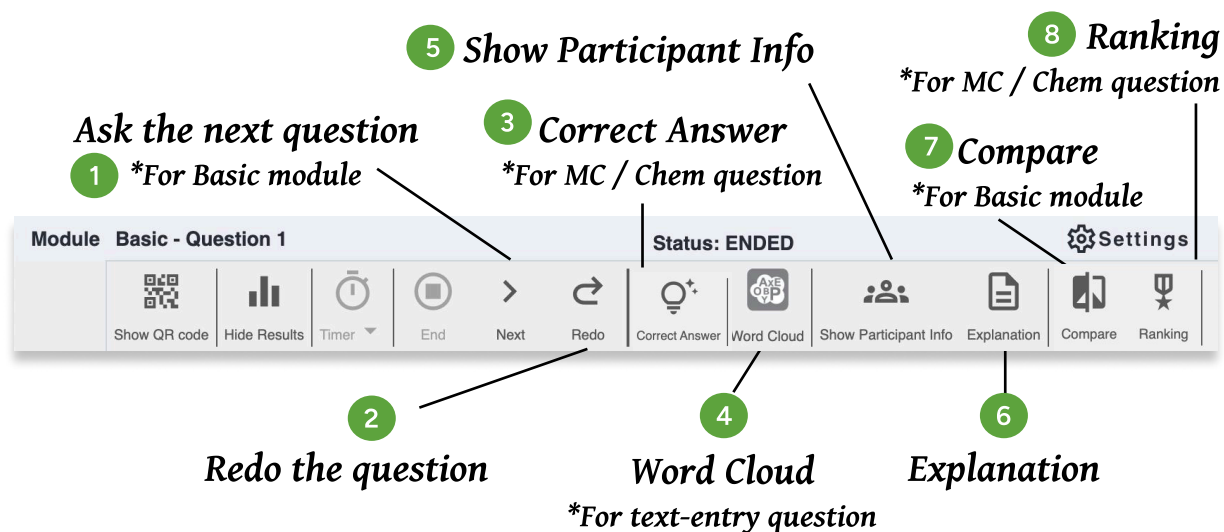 5 Show Participant Info
8 Ranking
*For MC / Chem question
Ask the next question
1 *For Basic module
3 Correct Answer
*For MC / Chem question
7 Compare
*For Basic module
Module Basic - Question 1 Status: ENDED Settings
Show QR code Hide Results Timer End Next Redo Correct Answer Word Cloud Show Participant Info Explanation Compare Ranking
2
Redo the question
4
Word Cloud
*For text-entry question
6
Explanation